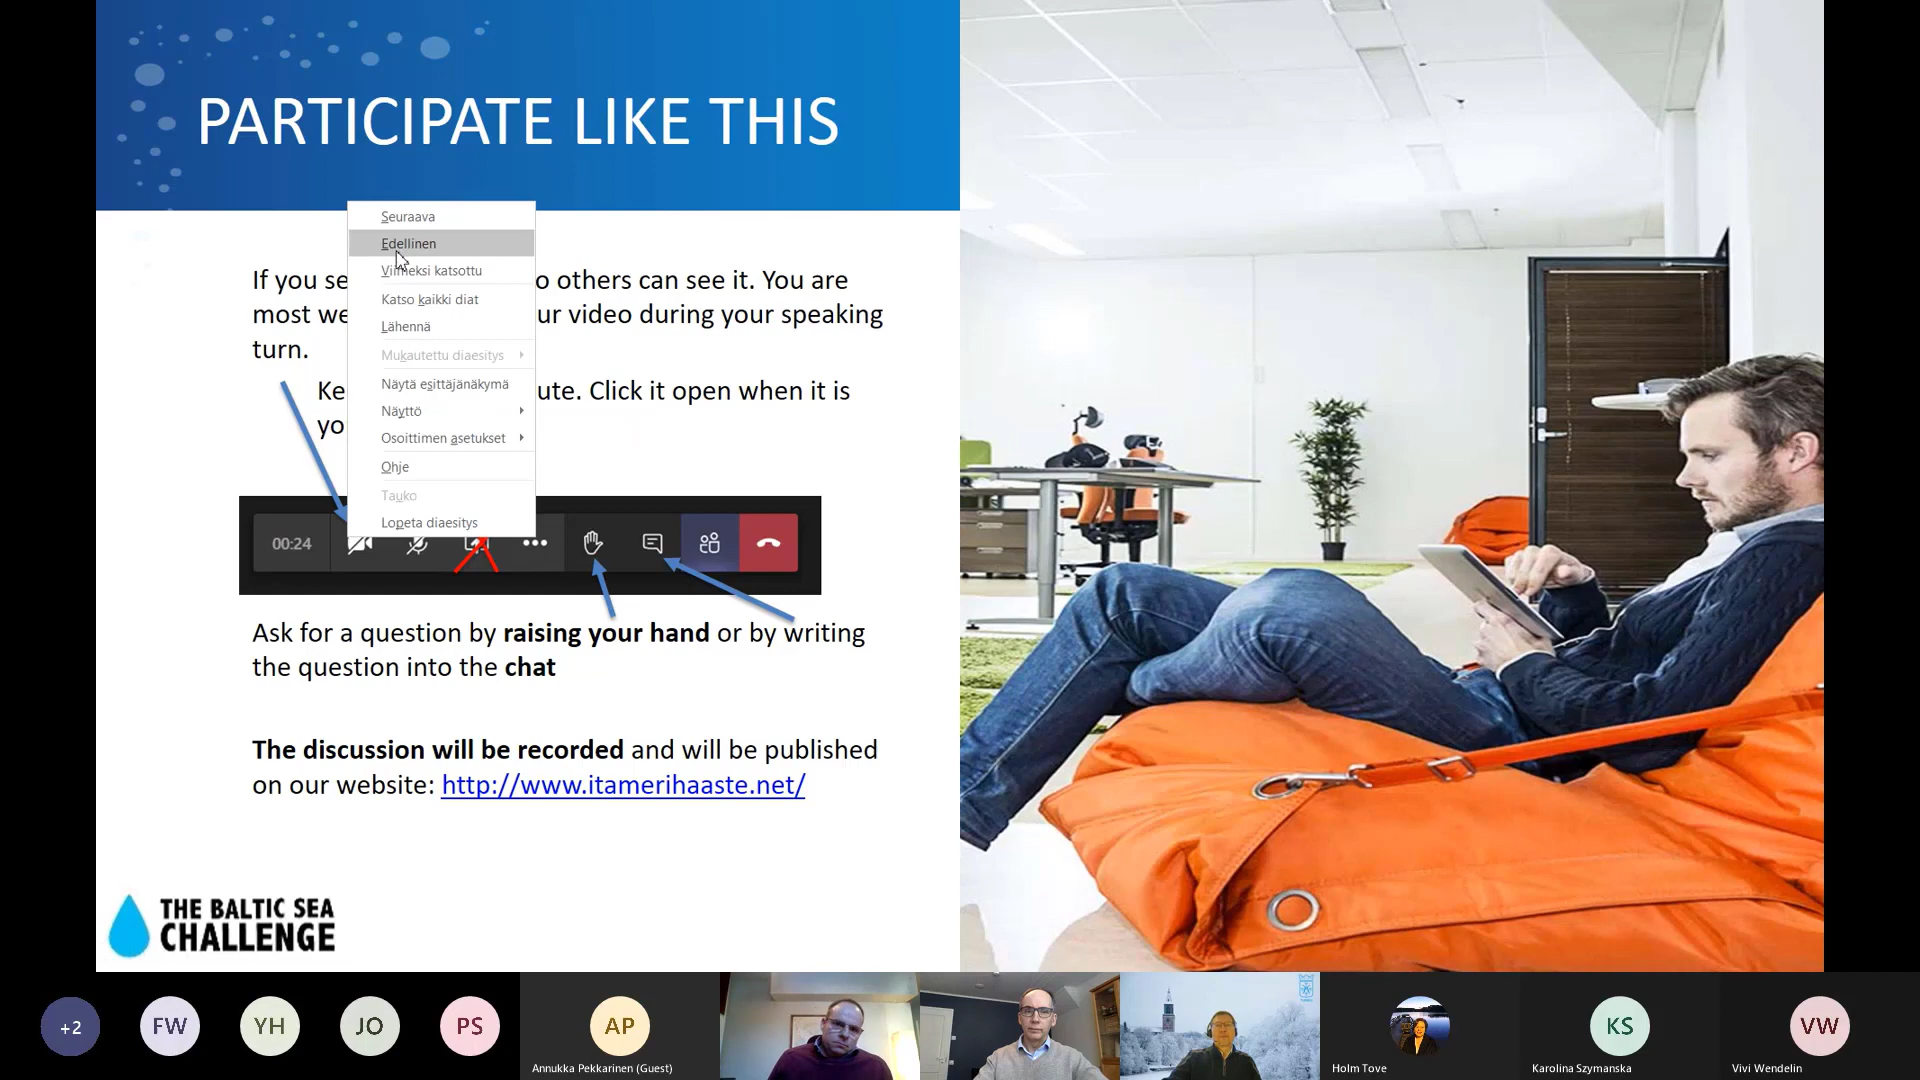 PARTICIPATE LIKE THIS
Seuraava
Edellinen
Viimeksi katsottu
Katso kaikki diat
Lähennä
Mukautettu diaesitys
Näytä esittäjänäkymä
Näyttö
Osoittimen asetukset
Ohje
Tauko
Lopeta diaesitys
If you se o others can see it. You are
most we ur video during your speaking
turn.
Ke ute. Click it open when it is
yo
00:24
Ask for a question by raising your hand or by writing
the question into the chat
The discussion will be recorded and will be published
on our website: http://www.itamerihaaste.net/
THE BALTIC SEA
CHALLENGE
+2
FW
YH
JO
PS
AP
Annukka Pekkarinen (Guest)
Holm Tove
KS
Karolina Szymanska
VW
Vivi Wendelin